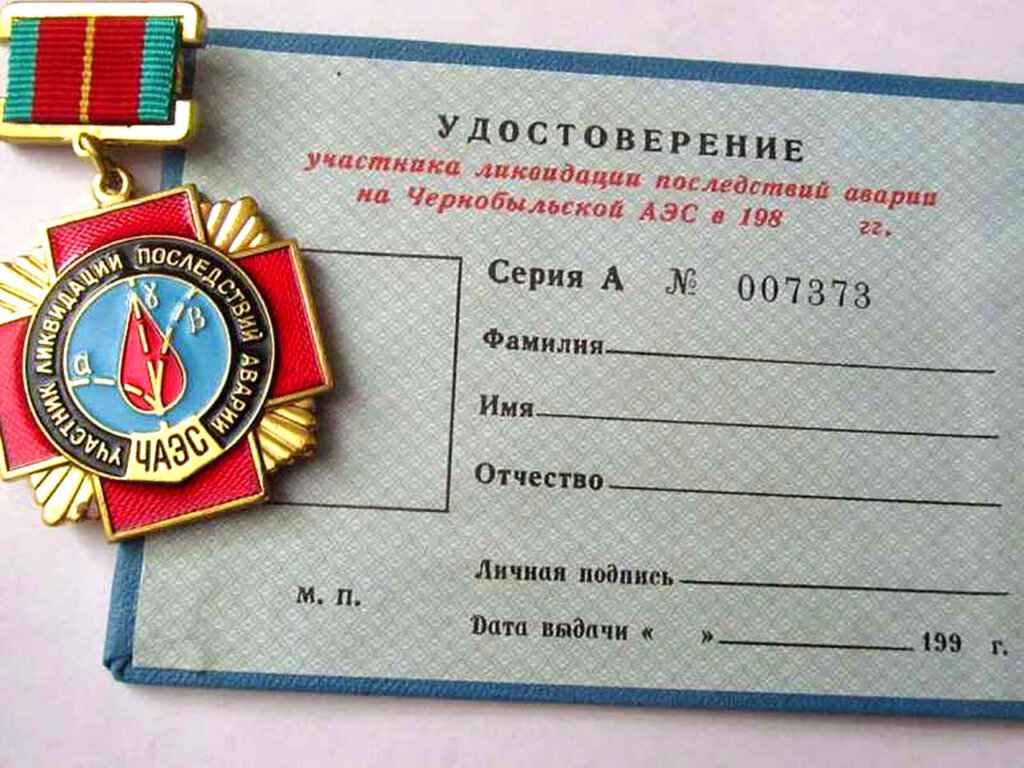 УЧАСТНИК ЛИКВИДАЦИИ ПОСЛЕДСТВИЙ АВАРИИ
ЧАЭС
α
γ
β
УДОСТОВЕРЕНИЕ
участника ликвидации последствий аварии
на Чернобыльской АЭС в 198 гг.
Серия А № 007373
Фамилия
Имя
Отчество
Личная подпись
М. П.
Дата выдачи « » 199 г.